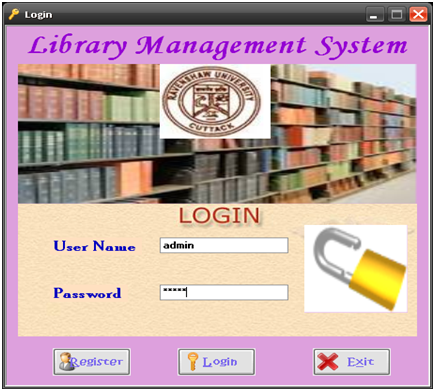 Login
Library Management System
RAVENSHAW UNIVERSITY
CUTTACK
LOGIN
User Name admin
Password *****
Register Login Exit